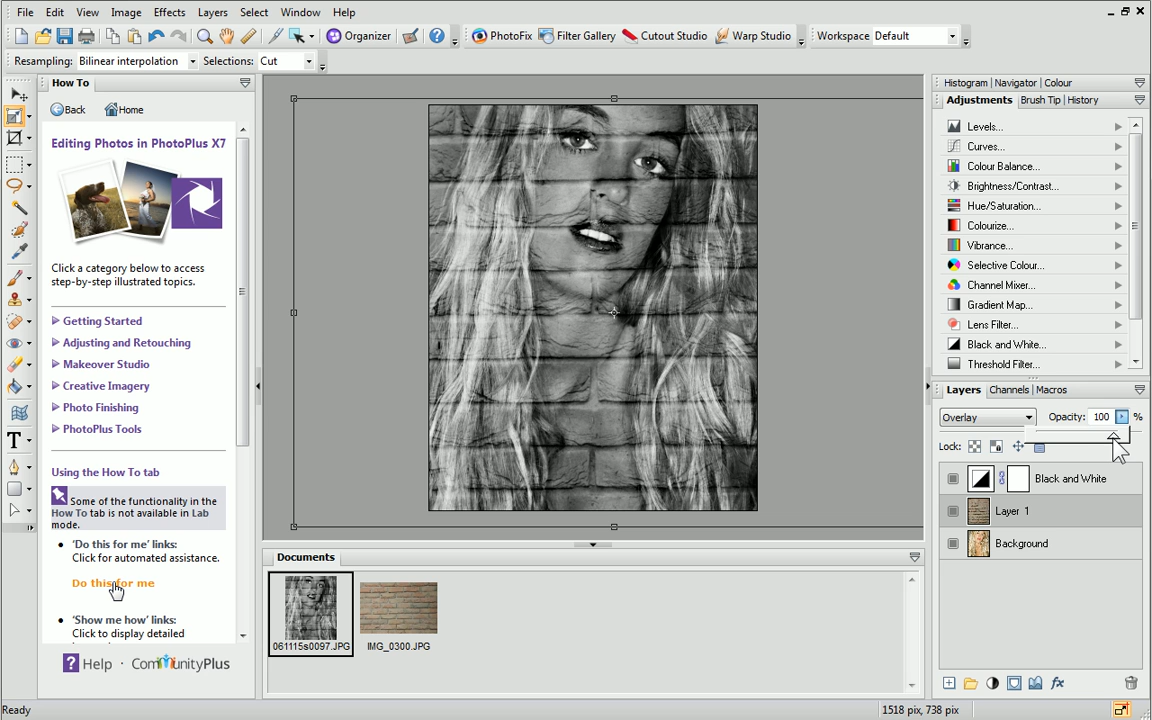 File Edit View Image Effects Layers Select Window Help
Organizer PhotoFix Filter Gallery Cutout Studio Warp Studio Workspace Default
Resampling: Bilinear interpolation Selections: Cut
How To
Back Home
Editing Photos in PhotoPlus X7
Click a category below to access
step-by-step illustrated topics.
Getting Started
Adjusting and Retouching
Makeover Studio
Creative Imagery
Photo Finishing
PhotoPlus Tools
Using the How To tab
Some of the functionality in the
How To tab is not available in Lab
mode.
'Do this for me' links:
Click for automated assistance.
Do this for me
'Show me how' links:
Click to display detailed
Help · CommunityPlus
Documents
061115s0097.JPG IMG_0300.JPG
Histogram Navigator Colour
Adjustments Brush Tip History
Levels...
Curves...
Colour Balance...
Brightness/Contrast...
Hue/Saturation...
Colourize...
Vibrance...
Selective Colour...
Channel Mixer...
Gradient Map...
Lens Filter...
Black and White...
Threshold Filter...
Layers Channels Macros
Overlay Opacity: 100 %
Lock:
Black and White
Layer 1
Background
fx
Ready 1518 pix, 738 pix